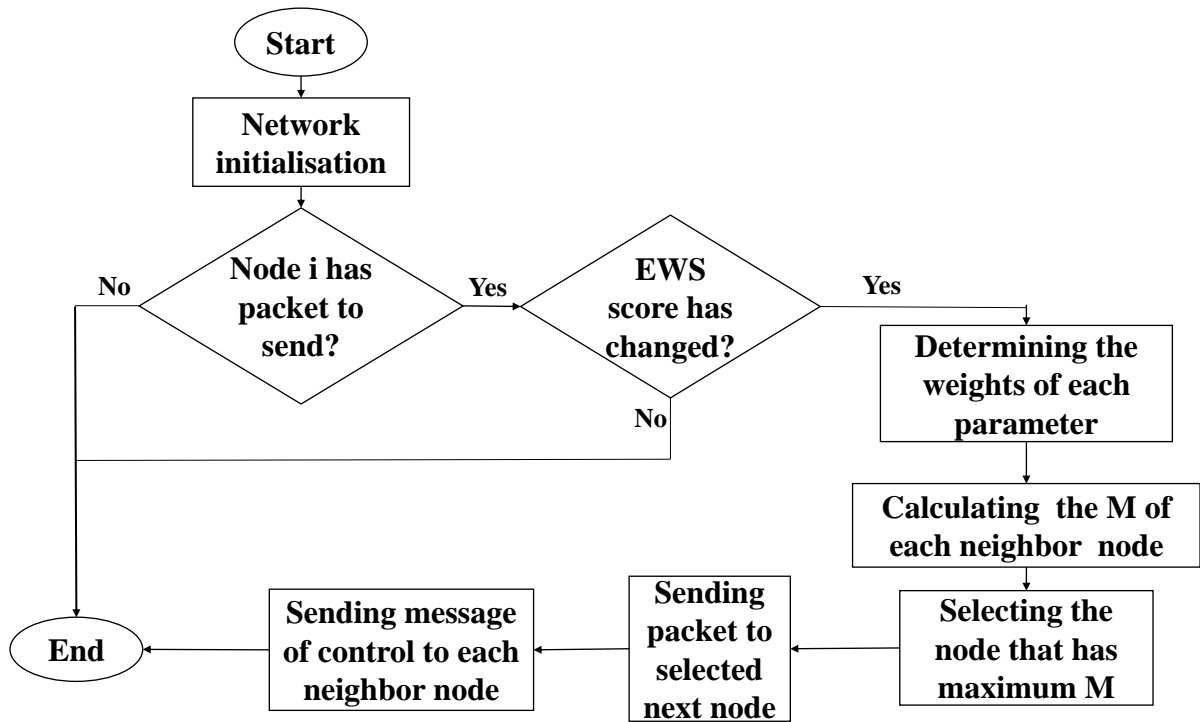 Start
Network
initialisation
Node i has
packet to
send?
No
Yes
EWS
score has
changed?
Yes
No
Determining the
weights of each
parameter
Calculating the M of
each neighbor node
Selecting the
node that has
maximum M
Sending
packet to
selected
next node
Sending message
of control to each
neighbor node
End